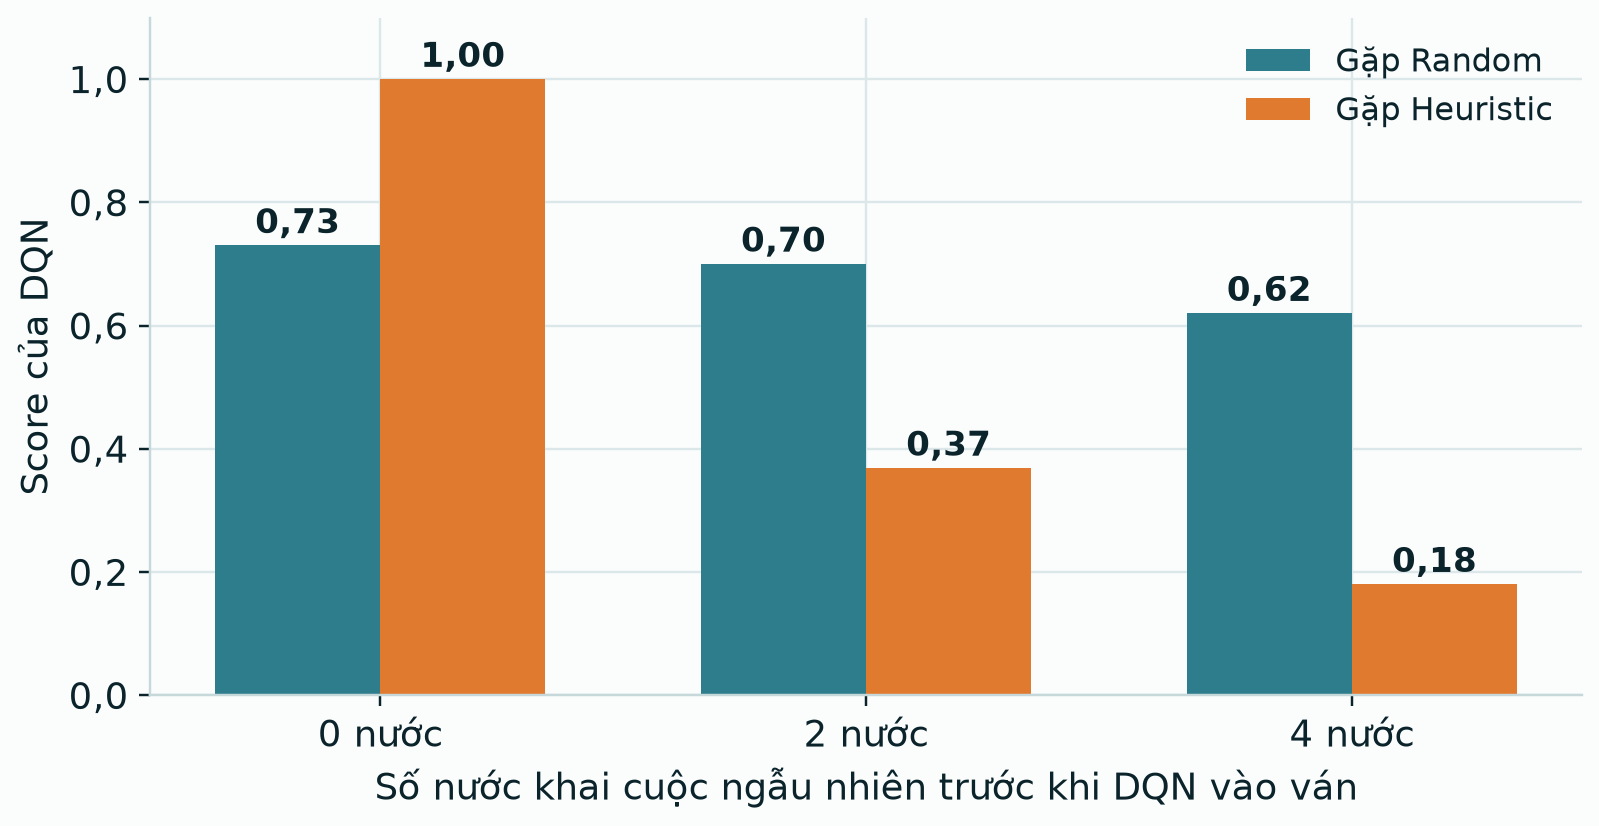 1,00
Gặp Random
1,0
Gặp Heuristic
0,8
0,73
0,70
0,62
0,6
Score của DQN
0,4
0,37
0,2
0,18
0,0
0 nước
2 nước
4 nước
Số nước khai cuộc ngẫu nhiên trước khi DQN vào ván